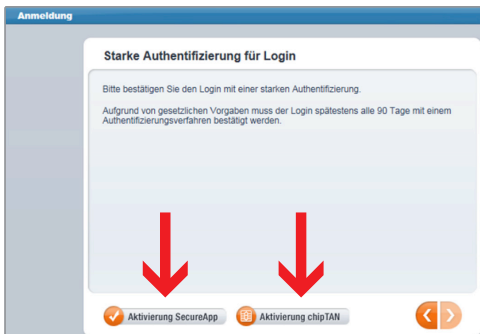 Anmeldung
Starke Authentifizierung für Login
Bitte bestätigen Sie den Login mit einer starken Authentifizierung.
Aufgrund von gesetzlichen Vorgaben muss der Login spätestens alle 90 Tage mit einem
Authentifizierungsverfahren bestätigt werden.
Aktivierung SecureApp
Aktivierung chipTAN